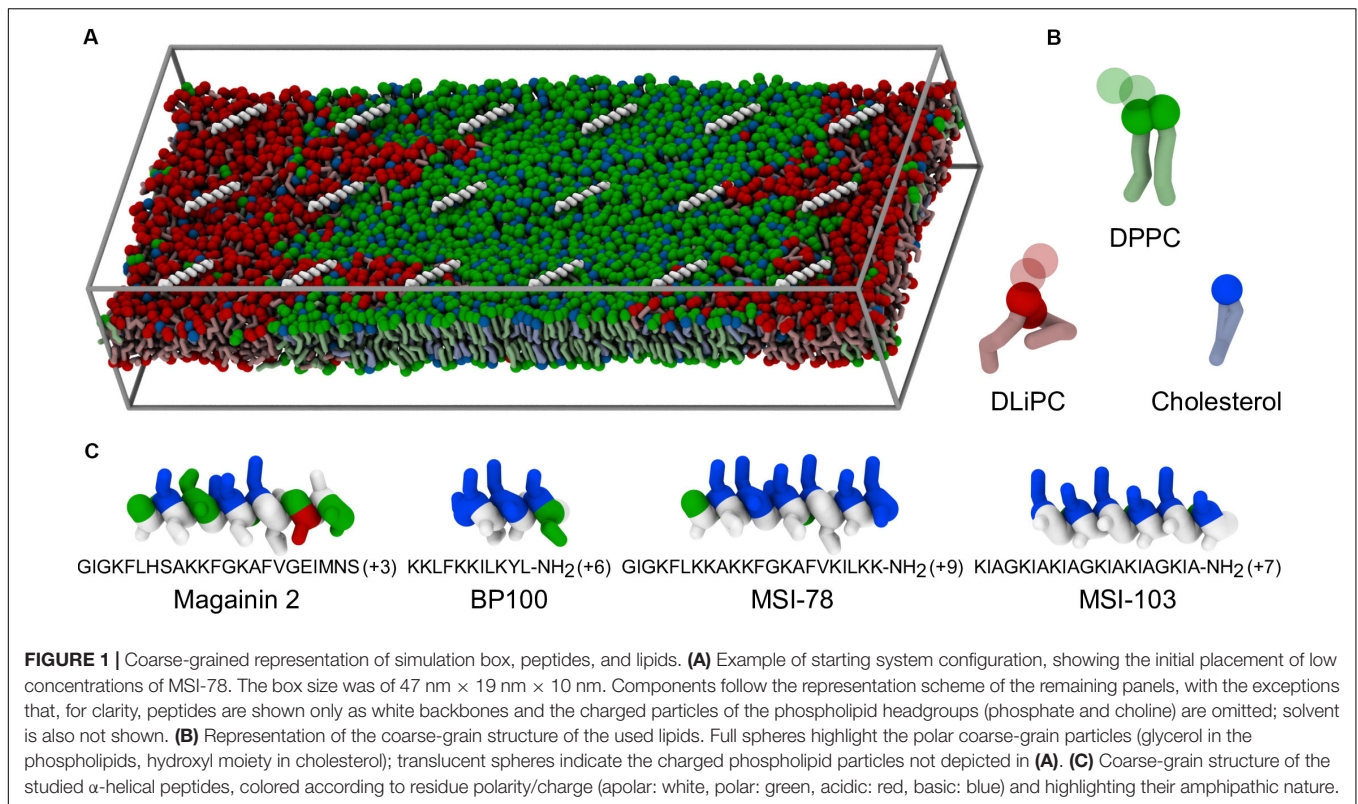 A
B
DPPC
DLiPC
Cholesterol
C
GIGKFLHSAKKFGKAFVGEIMNS (+3)
KKLFKKILKYL-NH2 (+6)
GIGKFLKKAKKFGKAFVKILKK-NH2 (+9)
KIAGKIAKIAGKIAKIAGKIA-NH2 (+7)
Magainin 2
BP100
MSI-78
MSI-103
FIGURE 1 | Coarse-grained representation of simulation box, peptides, and lipids. (A) Example of starting system configuration, showing the initial placement of low
concentrations of MSI-78. The box size was of 47 nm × 19 nm × 10 nm. Components follow the representation scheme of the remaining panels, with the exceptions
that, for clarity, peptides are shown only as white backbones and the charged particles of the phospholipid headgroups (phosphate and choline) are omitted; solvent
is also not shown. (B) Representation of the coarse-grain structure of the used lipids. Full spheres highlight the polar coarse-grain particles (glycerol in the
phospholipids, hydroxyl moiety in cholesterol); translucent spheres indicate the charged phospholipid particles not depicted in (A). (C) Coarse-grain structure of the
studied α-helical peptides, colored according to residue polarity/charge (apolar: white, polar: green, acidic: red, basic: blue) and highlighting their amphipathic nature.